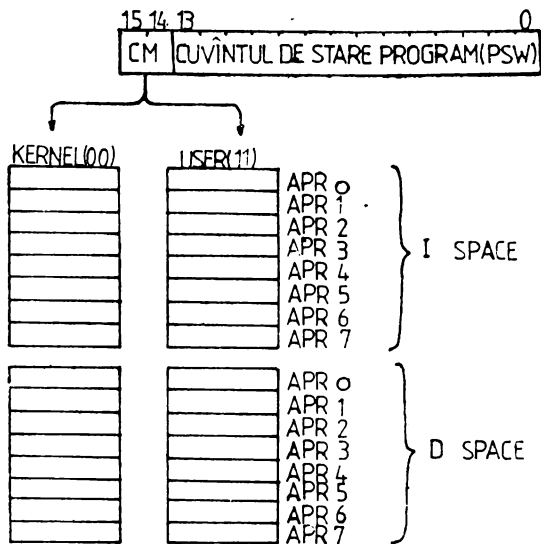 15 14 13 0
CM CUVÎNTUL DE STARE PROGRAM(PSW)
KERNEL(00) USER(11)
APR 0
APR 1
APR 2
APR 3
APR 4
APR 5
APR 6
APR 7
I SPACE
APR 0
APR 1
APR 2
APR 3
APR 4
APR 5
APR 6
APR 7
D SPACE